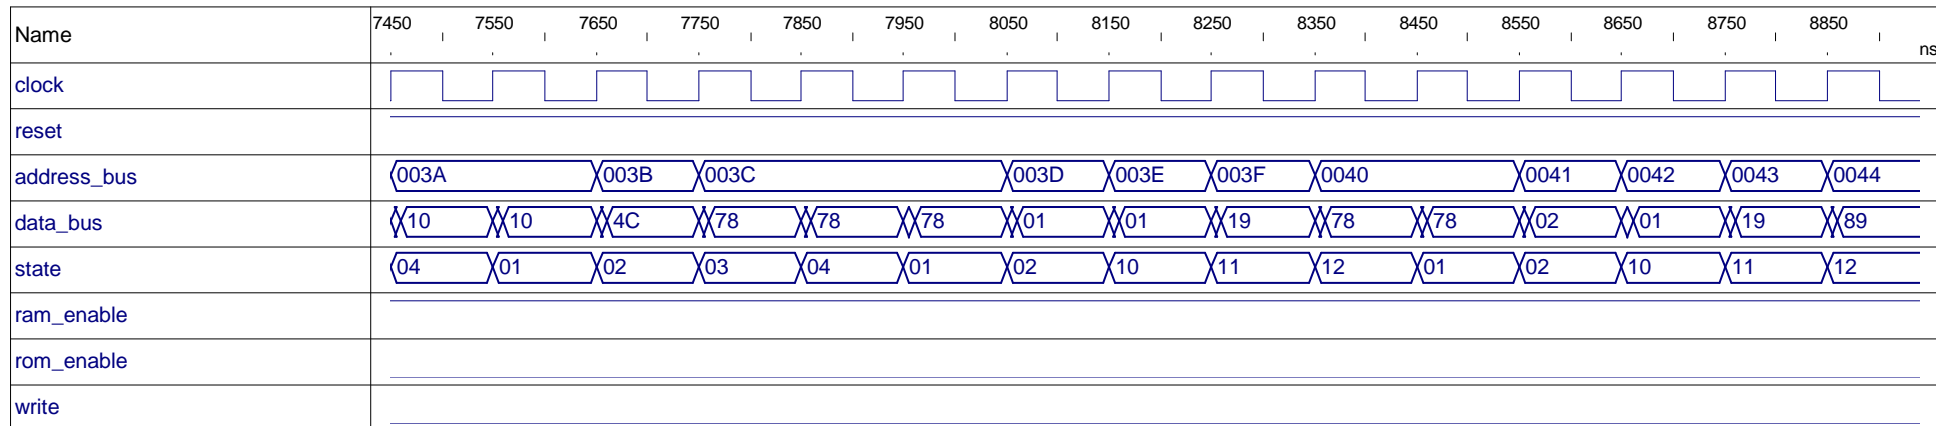 Name 7450 7550 7650 7750 7850 7950 8050 8150 8250 8350 8450 8550 8650 8750 8850 ns
clock
reset
address_bus 003A 003B 003C 003D 003E 003F 0040 0041 0042 0043 0044
data_bus 10 10 4C 78 78 78 01 01 19 78 78 02 01 19 89
state 04 01 02 03 04 01 02 10 11 12 01 02 10 11 12
ram_enable
rom_enable
write